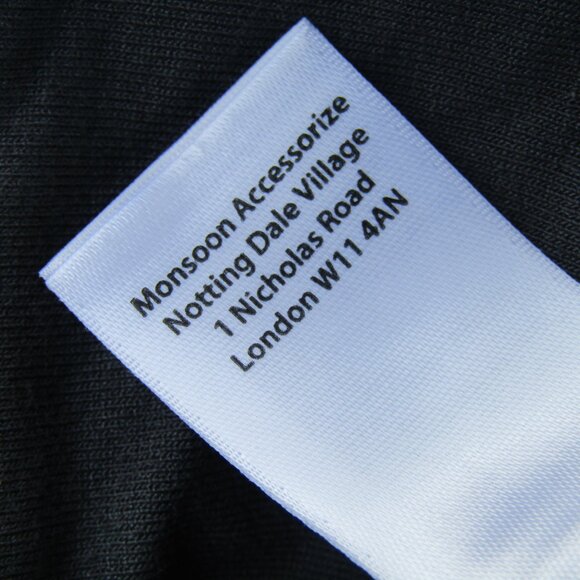 Monsoon Accessorize
Notting Dale Village
1 Nicholas Road
London W11 4AN